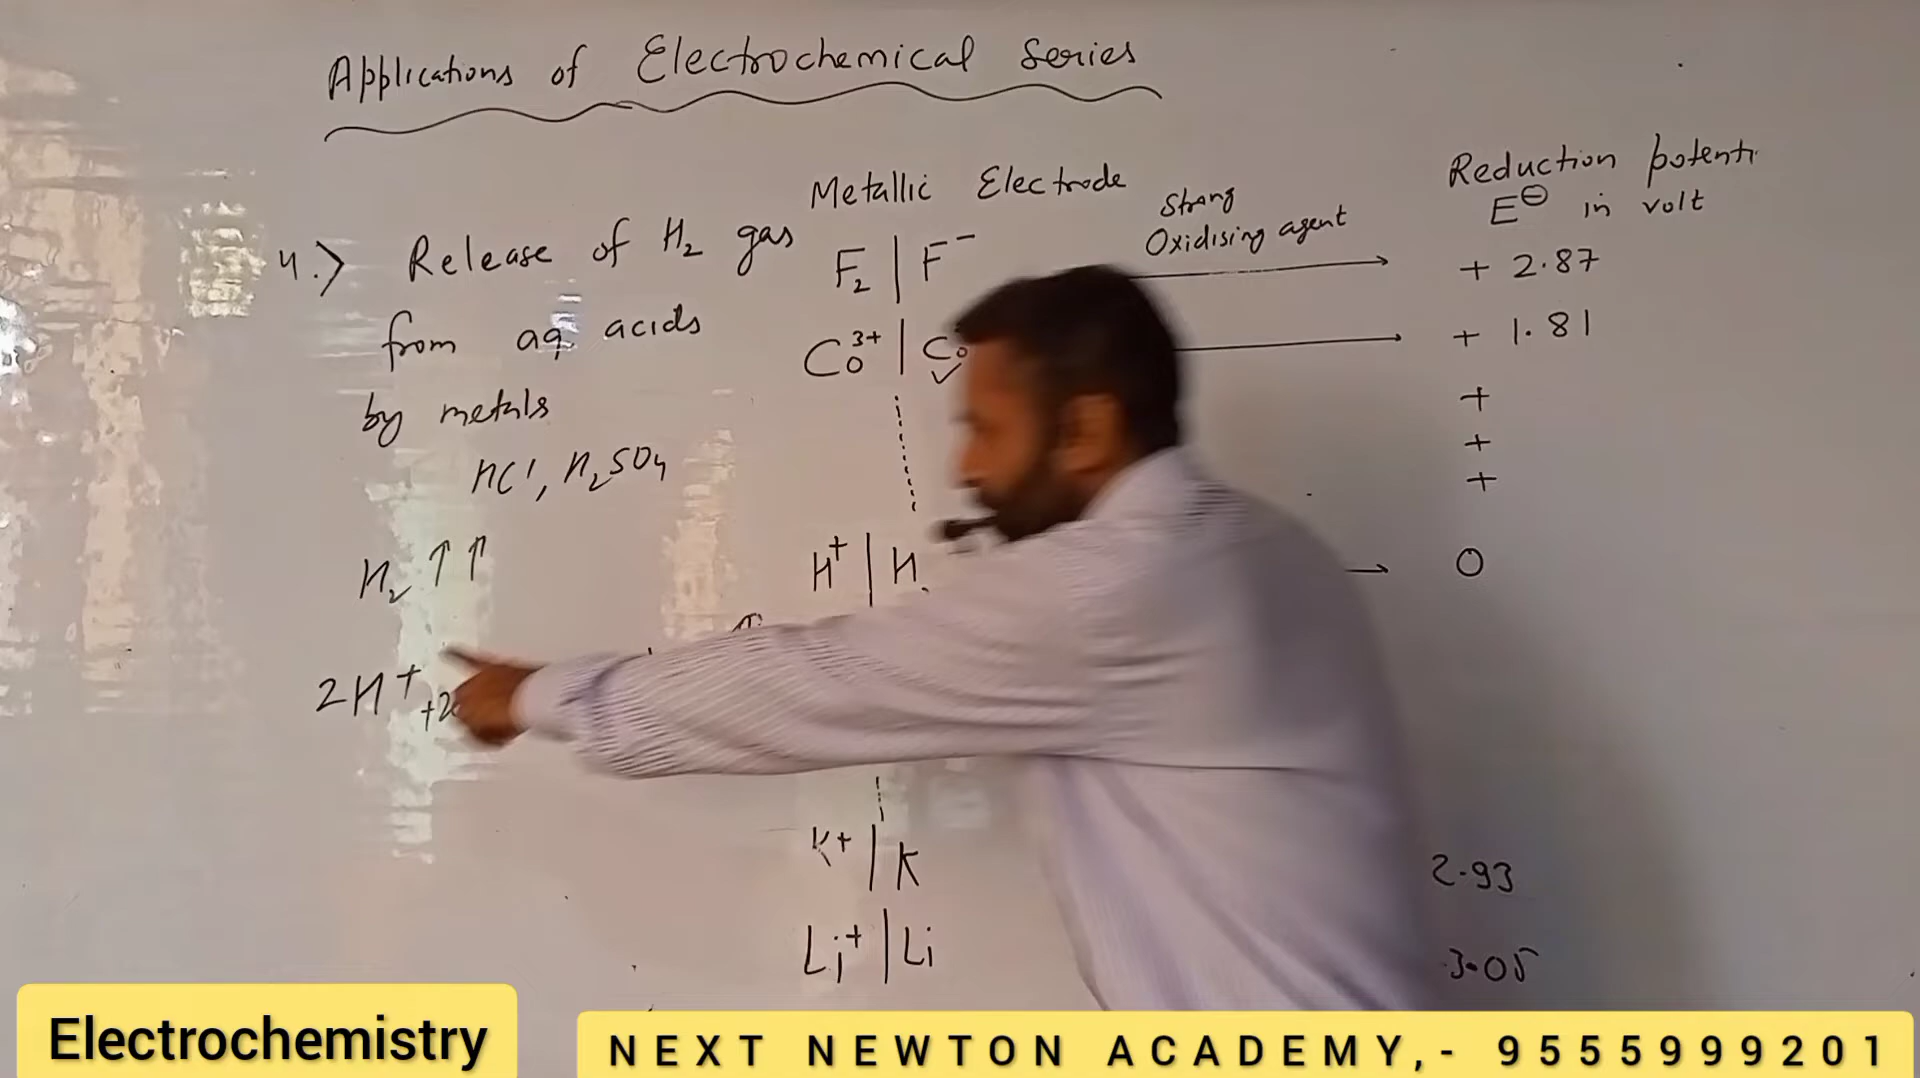 Applications of Electrochemical Series
Metallic Electrode
Reduction potenti
E⊖ in volt
4.) Release of H₂ gas
from aq acids
by metals
HCl, H₂SO₄
H₂ ↑↑
2H⁺ +2
F₂ | F⁻
Strong
Oxidising agent
+ 2.87
Co³⁺ | Co
+ 1.81
+
+
+
H⁺ | H
0
K⁺ | K
2.93
Li⁺ | Li
3.05
Electrochemistry
NEXT NEWTON ACADEMY,- 9555999201